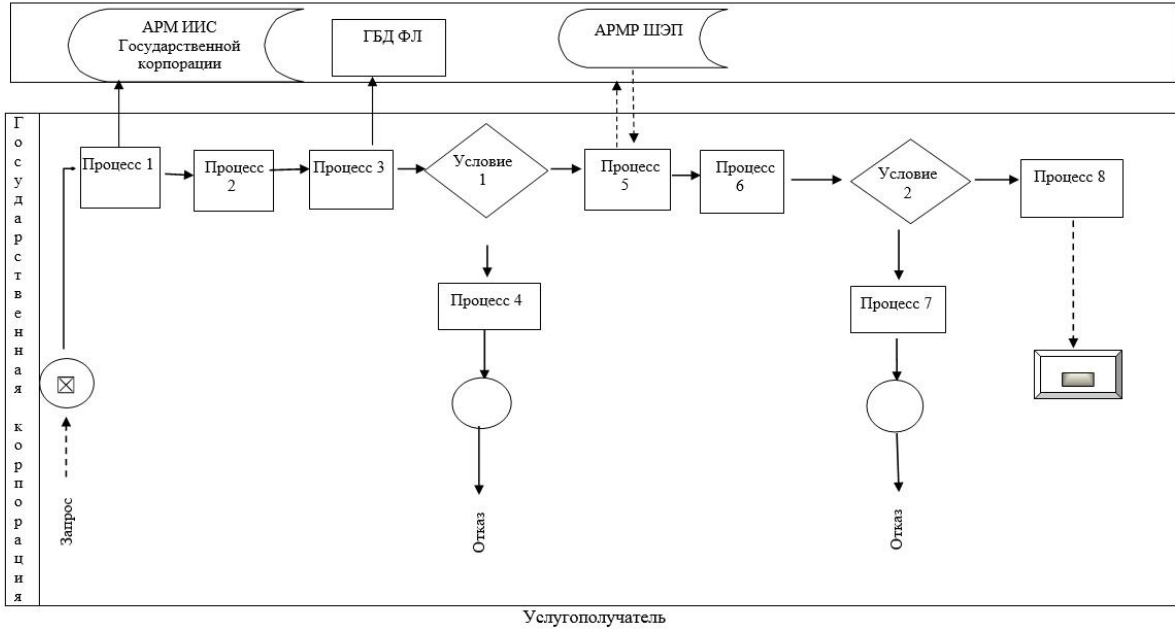 АРМ ИИС
Государственной
корпорации
ГБД ФЛ
АРМР ШЭП
Государственная корпорация
Процесс 1
Процесс
2
Процесс 3
Условие
1
Процесс
5
Процесс
6
Условие
2
Процесс 8
Процесс 4
Процесс 7
Запрос
Отказ
Отказ
Услугополучатель